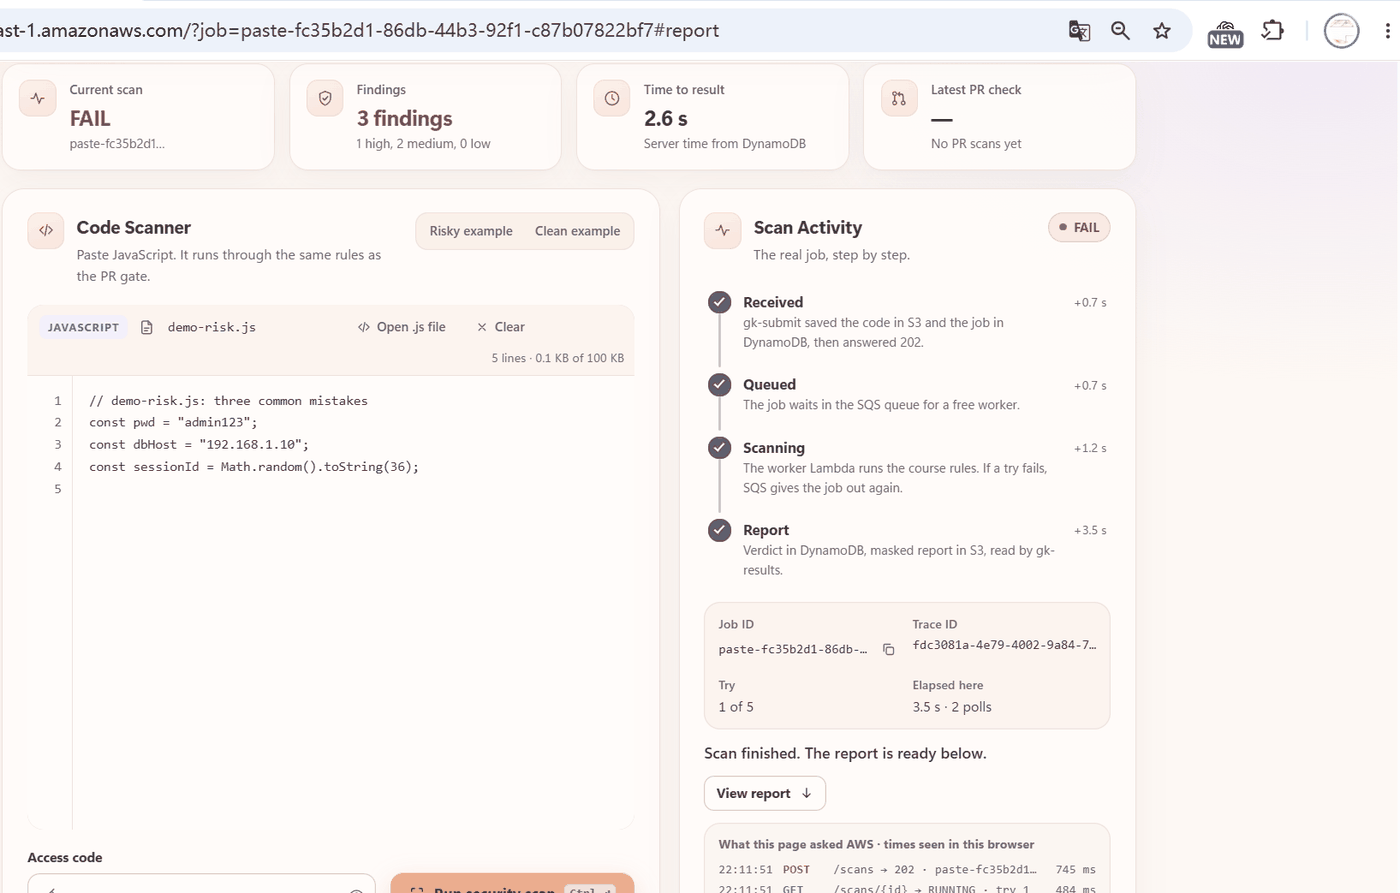 ast-1.amazonaws.com/?job=paste-fc35b2d1-86db-44b3-92f1-c87b07822bf7#report
NEW
Current scan
FAIL
paste-fc35b2d1...
Findings
3 findings
1 high, 2 medium, 0 low
Time to result
2.6 s
Server time from DynamoDB
Latest PR check
—
No PR scans yet
Code Scanner
Paste JavaScript. It runs through the same rules as
the PR gate.
Risky example
Clean example
JAVASCRIPT
demo-risk.js
Open .js file
Clear
5 lines · 0.1 KB of 100 KB
1 // demo-risk.js: three common mistakes
2 const pwd = "admin123";
3 const dbHost = "192.168.1.10";
4 const sessionId = Math.random().toString(36);
5
Access code
Run security scan
Scan Activity
The real job, step by step.
FAIL
Received +0.7 s
gk-submit saved the code in S3 and the job in
DynamoDB, then answered 202.
Queued +0.7 s
The job waits in the SQS queue for a free worker.
Scanning +1.2 s
The worker Lambda runs the course rules. If a try fails,
SQS gives the job out again.
Report +3.5 s
Verdict in DynamoDB, masked report in S3, read by gk-
results.
Job ID
paste-fc35b2d1-86db-…
Trace ID
fdc3081a-4e79-4002-9a84-7…
Try
1 of 5
Elapsed here
3.5 s · 2 polls
Scan finished. The report is ready below.
View report ↓
What this page asked AWS · times seen in this browser
22:11:51 POST /scans → 202 · paste-fc35b2d1… 745 ms
22:11:51 GET /scans/{id} → RUNNING · try 1 484 ms